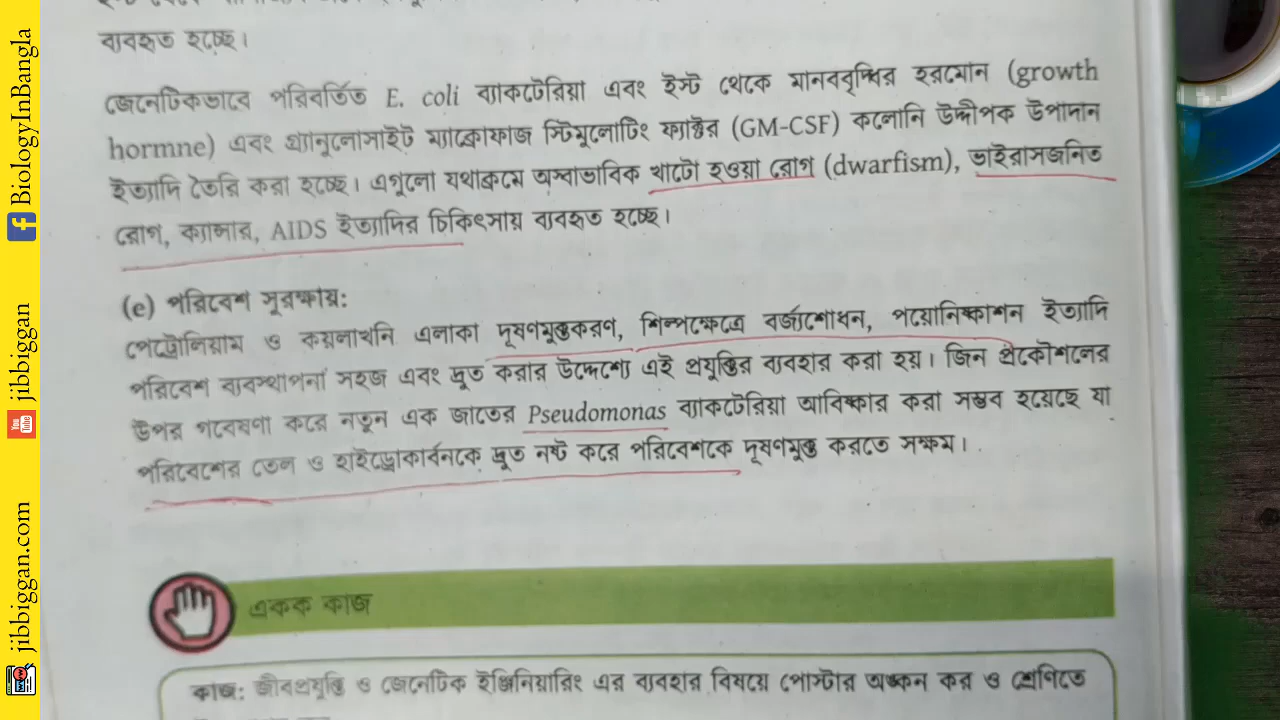 ব্যবহৃত হচ্ছে।
জেনেটিকভাবে পরিবর্তিত E. coli ব্যাকটেরিয়া এবং ইস্ট থেকে মানববৃদ্ধির হরমোন (growth
hormne) এবং গ্র্যানুলোসাইট ম্যাক্রোফাজ স্টিমুলোটিং ফ্যাক্টর (GM-CSF) কলোনি উদ্দীপক উপাদান
ইত্যাদি তৈরি করা হচ্ছে। এগুলো যথাক্রমে অস্বাভাবিক খাটো হওয়া রোগ (dwarfism), ভাইরাসজনিত
রোগ, ক্যান্সার, AIDS ইত্যাদির চিকিৎসায় ব্যবহৃত হচ্ছে।
(e) পরিবেশ সুরক্ষায়:
পেট্রোলিয়াম ও কয়লাখনি এলাকা দূষণমুক্তকরণ, শিল্পক্ষেত্রে বর্জ্যশোধন, পয়োনিষ্কাশন ইত্যাদি
পরিবেশ ব্যবস্থাপনা সহজ এবং দ্রুত করার উদ্দেশ্যে এই প্রযুক্তির ব্যবহার করা হয়। জিন প্রকৌশলের
উপর গবেষণা করে নতুন এক জাতের Pseudomonas ব্যাকটেরিয়া আবিষ্কার করা সম্ভব হয়েছে যা
পরিবেশের তেল ও হাইড্রোকার্বনকে দ্রুত নষ্ট করে পরিবেশকে দূষণমুক্ত করতে সক্ষম।
একক কাজ
কাজ: জীবপ্রযুক্তি ও জেনেটিক ইঞ্জিনিয়ারিং এর ব্যবহার বিষয়ে পোস্টার অঙ্কন কর ও শ্রেণিতে
BiologyInBangla
jibbiggan
jibbiggan.com